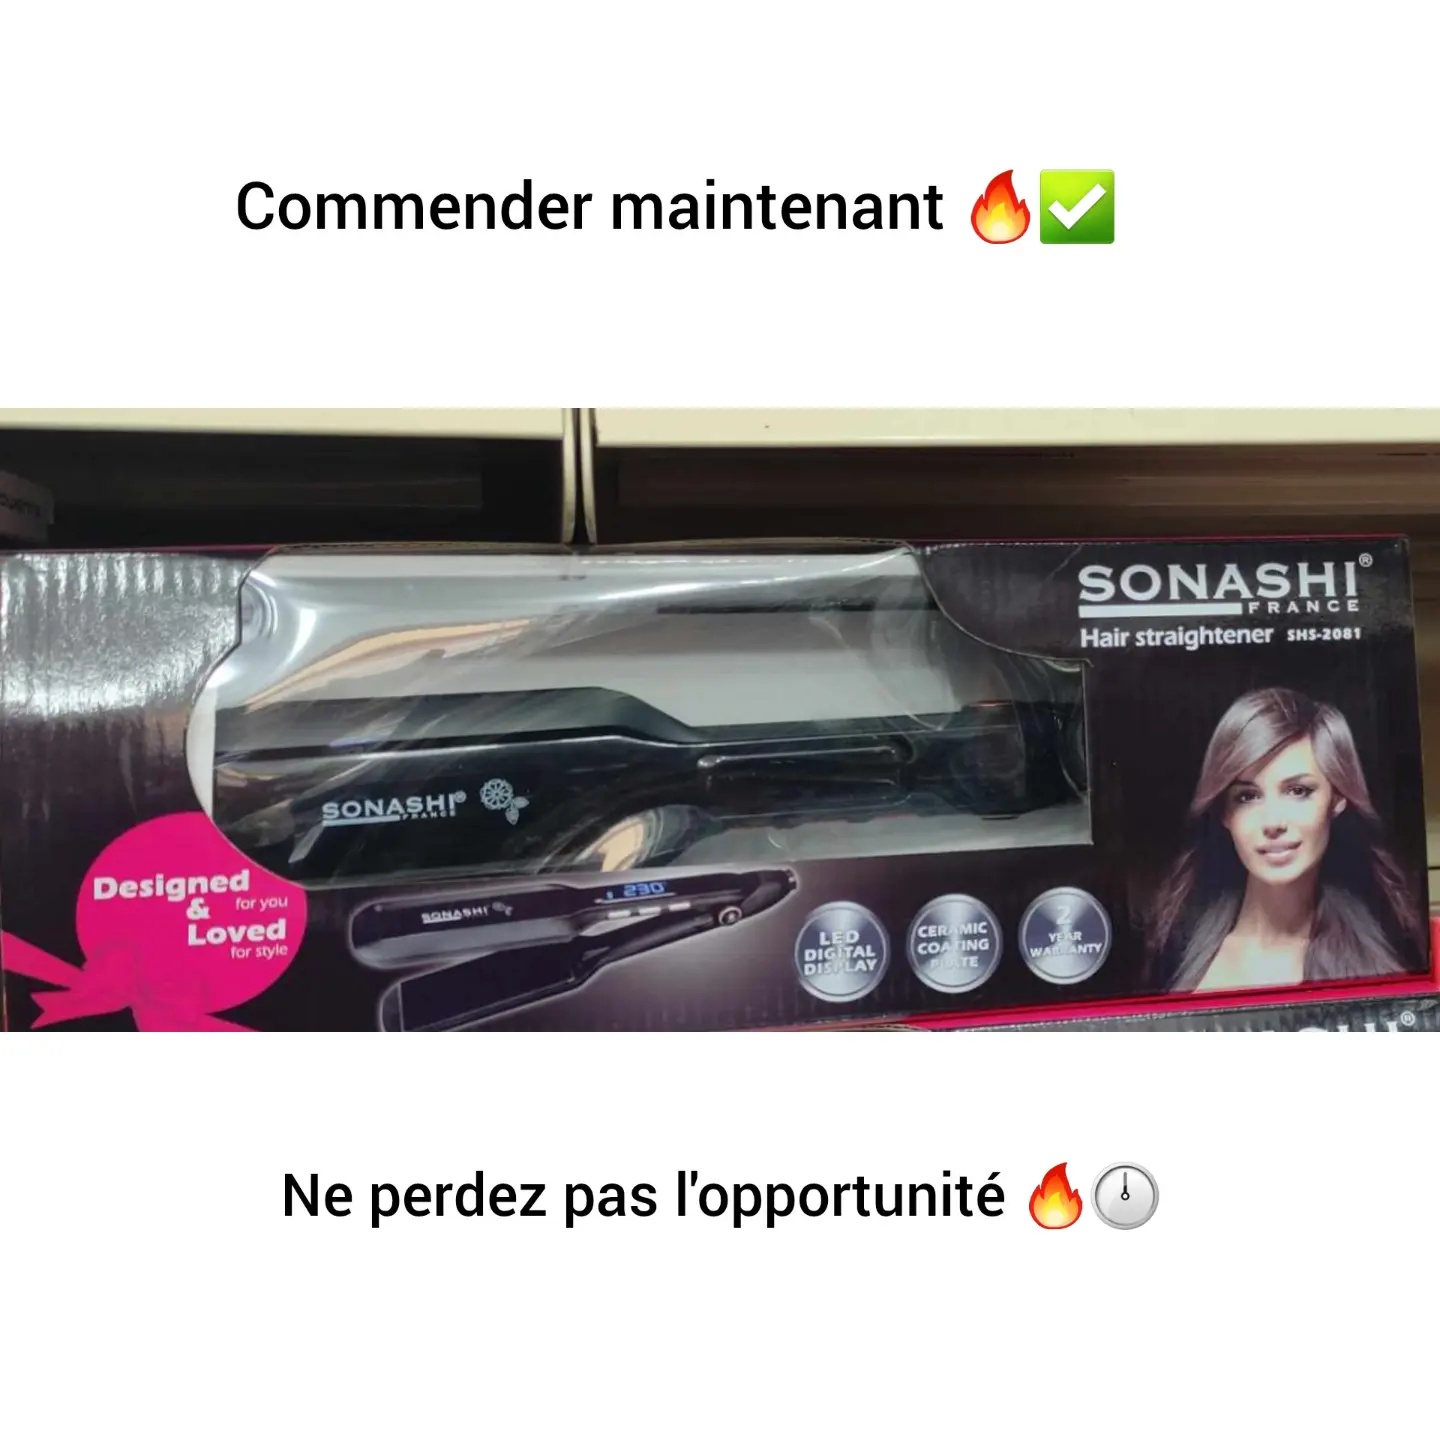 Commender maintenant 🔥✅
SONASHI®
FRANCE
Hair straightener SHS-2081
SONASHI®
FRANCE
Designed
for you
&
Loved
for style
230°
SONASHI
LED
DIGITAL
DISPLAY
CERAMIC
COATING
PLATE
2
YEAR
WARRANTY
Ne perdez pas l'opportunité 🔥🕛